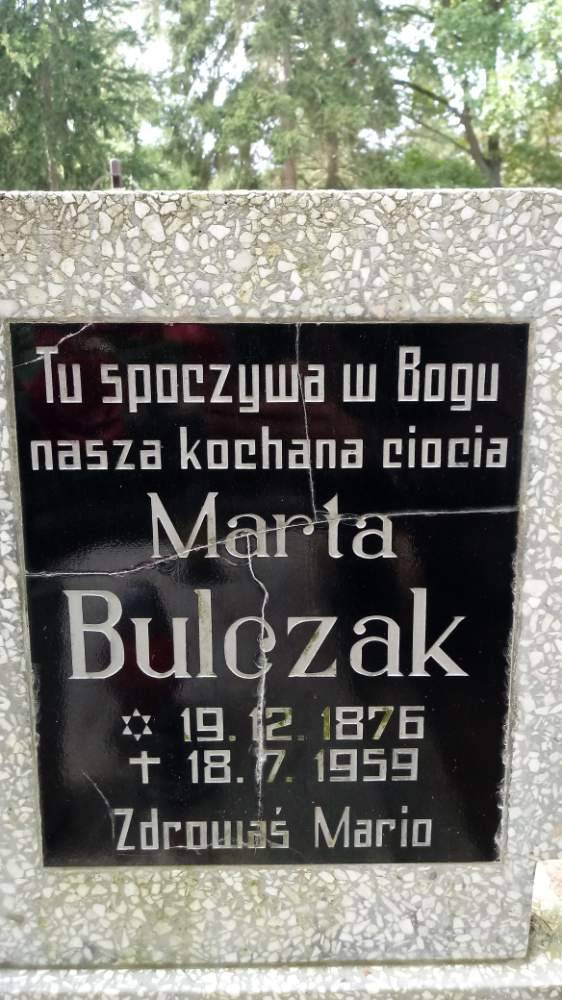 Tu spoczywa w Bogu
nasza kochana ciocia
Marta
Bulczak
✡ 19. 12. 1876
✝ 18. 7. 1959
Zdrowaś Mario